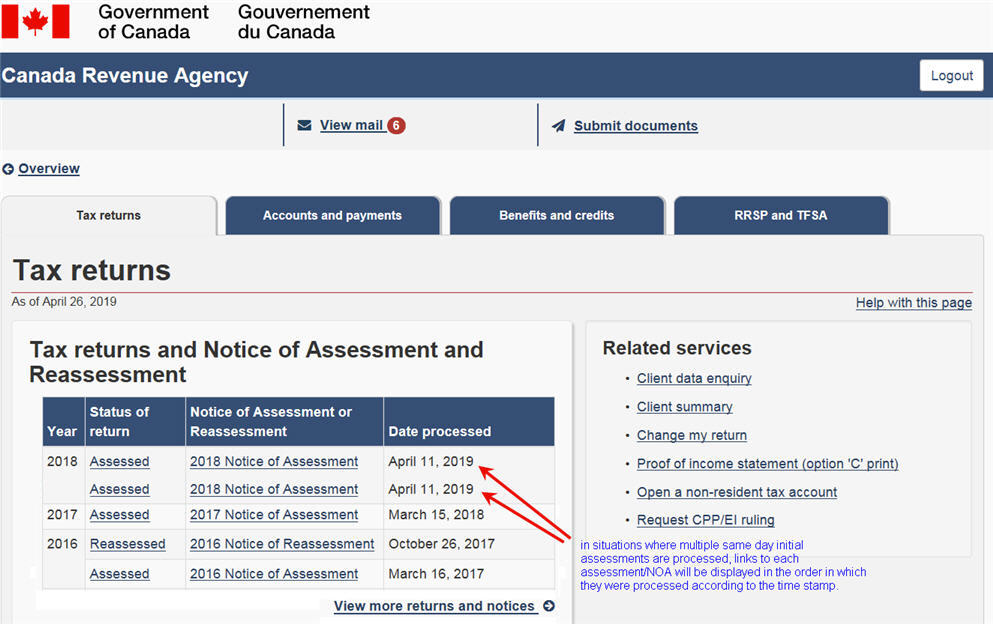 Government of Canada
Gouvernement du Canada
Canada Revenue Agency
Logout
View mail 6
Submit documents
Overview
Tax returns
Accounts and payments
Benefits and credits
RRSP and TFSA
Tax returns
As of April 26, 2019
Help with this page
Tax returns and Notice of Assessment and
Reassessment
Year
Status of return
Notice of Assessment or Reassessment
Date processed
2018 Assessed 2018 Notice of Assessment April 11, 2019
Assessed 2018 Notice of Assessment April 11, 2019
2017 Assessed 2017 Notice of Assessment March 15, 2018
2016 Reassessed 2016 Notice of Reassessment October 26, 2017
Assessed 2016 Notice of Assessment March 16, 2017
View more returns and notices
Related services
• Client data enquiry
• Client summary
• Change my return
• Proof of income statement (option 'C' print)
• Open a non-resident tax account
• Request CPP/EI ruling
in situations where multiple same day initial
assessments are processed, links to each
assessment/NOA will be displayed in the order in which
they were processed according to the time stamp.